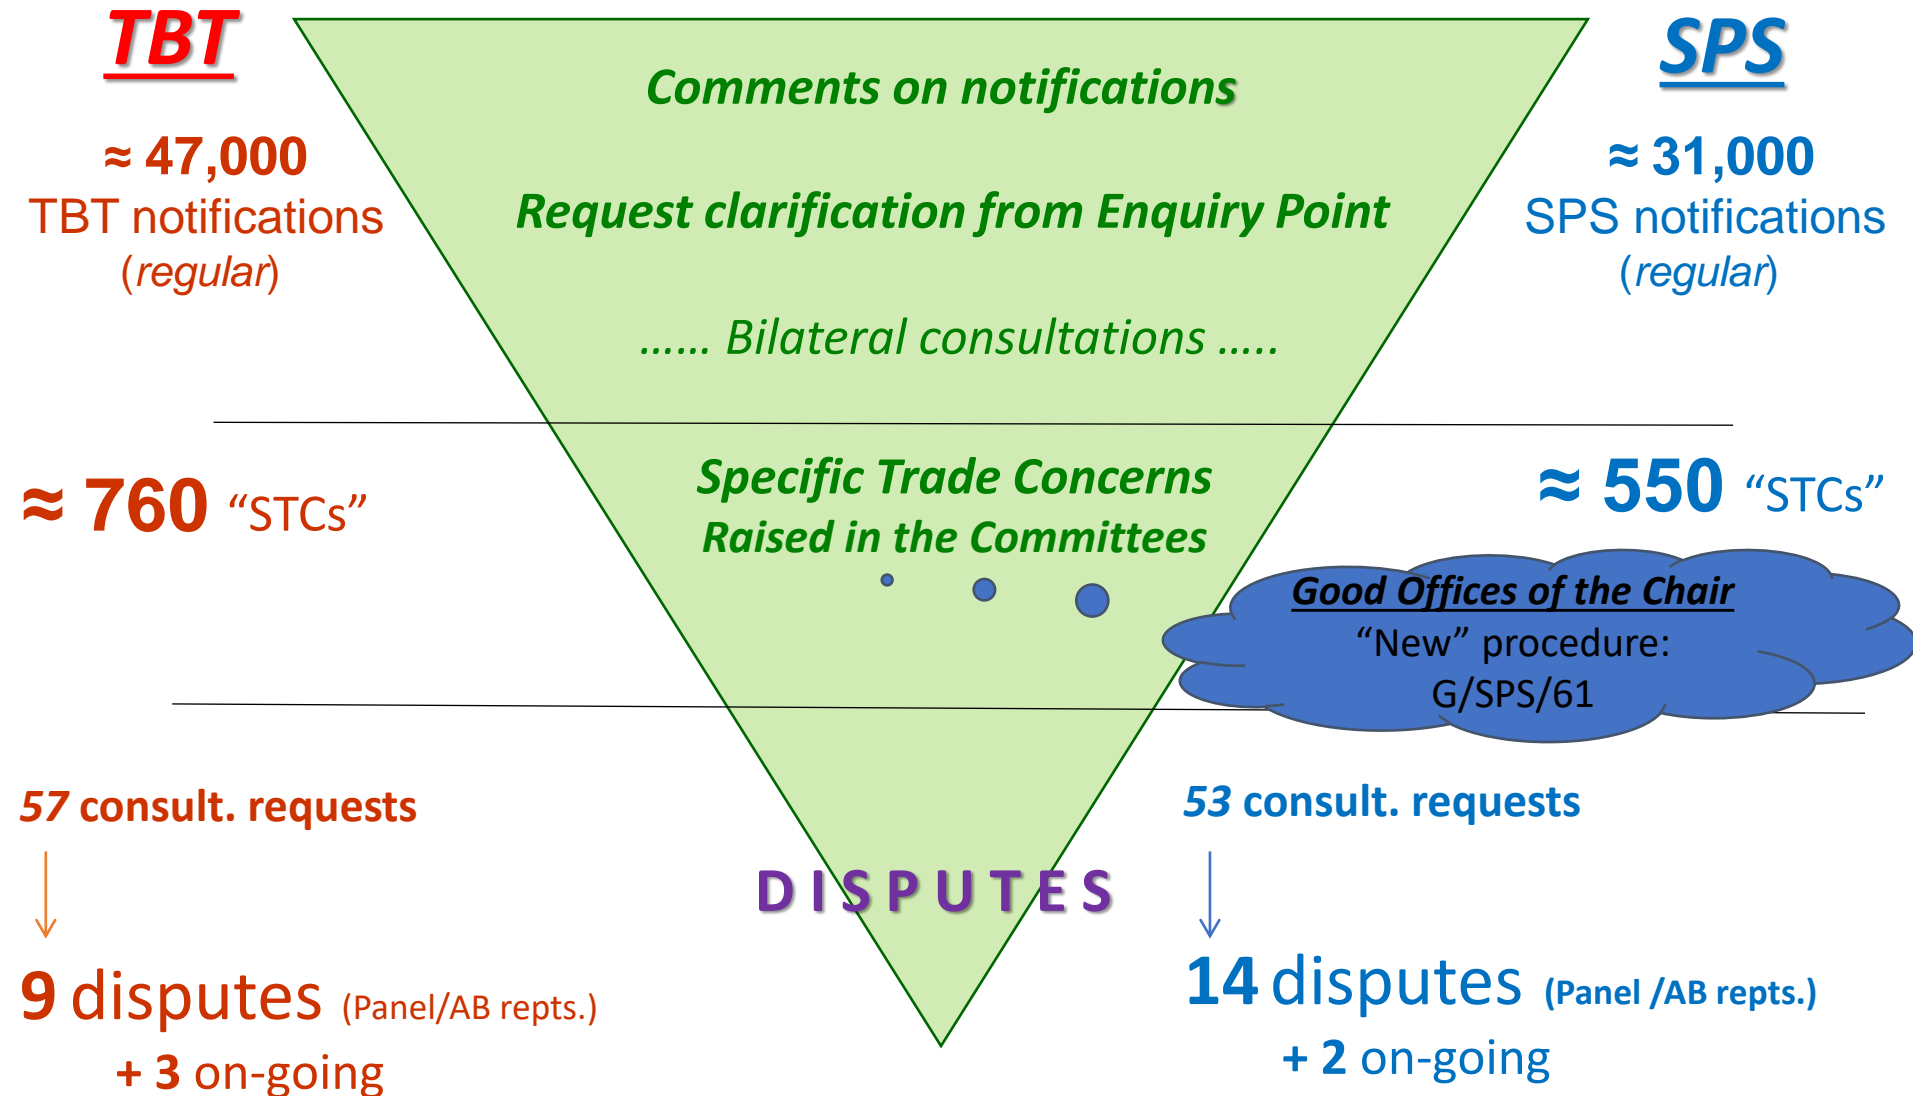 TBT
SPS
Comments on notifications
≈ 47,000
TBT notifications
(regular)
≈ 31,000
SPS notifications
(regular)
Request clarification from Enquiry Point
...... Bilateral consultations .....
≈ 760 “STCs”
Specific Trade Concerns
Raised in the Committees
≈ 550 “STCs”
Good Offices of the Chair
“New” procedure:
G/SPS/61
57 consult. requests
53 consult. requests
DISPUTES
9 disputes (Panel/AB repts.)
+ 3 on-going
14 disputes (Panel /AB repts.)
+ 2 on-going